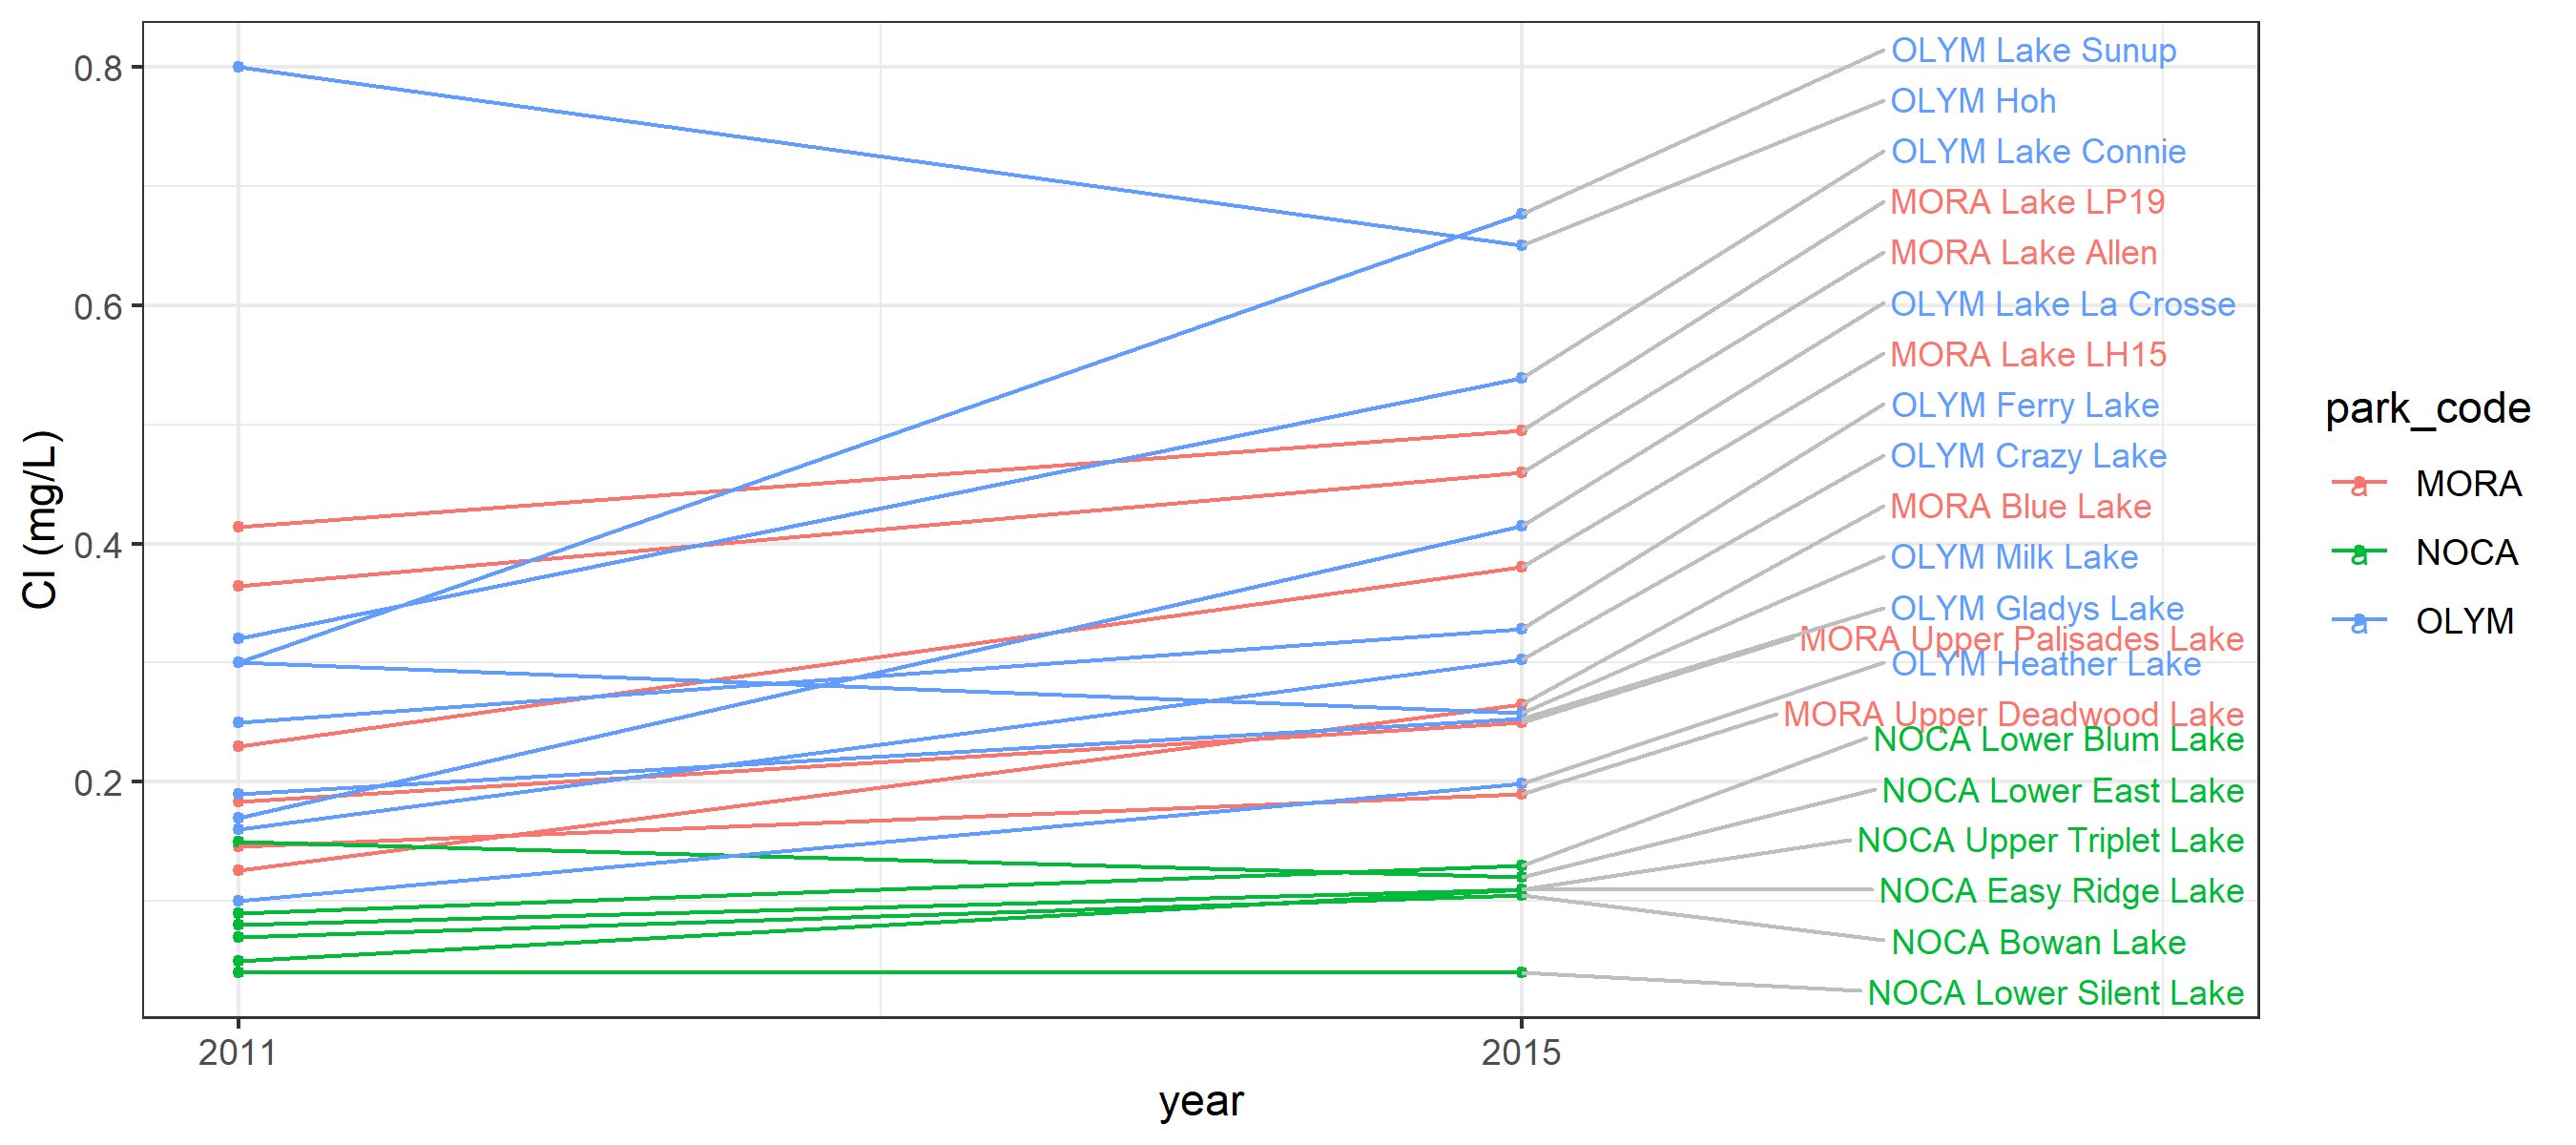 Cl (mg/L)
0.8
0.6
0.4
0.2
2011
2015
year
OLYM Lake Sunup
OLYM Hoh
OLYM Lake Connie
MORA Lake LP19
MORA Lake Allen
OLYM Lake La Crosse
MORA Lake LH15
OLYM Ferry Lake
OLYM Crazy Lake
MORA Blue Lake
OLYM Milk Lake
OLYM Gladys Lake
MORA Upper Palisades Lake
OLYM Heather Lake
MORA Upper Deadwood Lake
NOCA Lower Blum Lake
NOCA Lower East Lake
NOCA Upper Triplet Lake
NOCA Easy Ridge Lake
NOCA Bowan Lake
NOCA Lower Silent Lake
park_code
a MORA
a NOCA
a OLYM